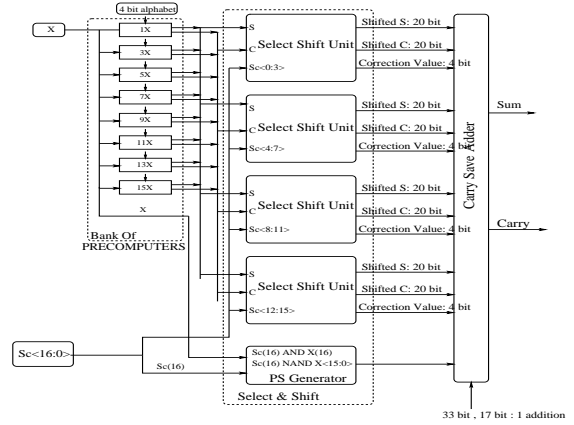 4 bit alphabet
X
1X
3X
5X
7X
9X
11X
13X
15X
X
Bank Of
PRECOMPUTERS
S
C
Sc<0:3>
Select Shift Unit
Shifted S: 20 bit
Shifted C: 20 bit
Correction Value: 4 bit
S
C
Sc<4:7>
Select Shift Unit
Shifted S: 20 bit
Shifted C: 20 bit
Correction Value: 4 bit
S
C
Sc<8:11>
Select Shift Unit
Shifted S: 20 bit
Shifted C: 20 bit
Correction Value: 4 bit
S
C
Sc<12:15>
Select Shift Unit
Shifted S: 20 bit
Shifted C: 20 bit
Correction Value: 4 bit
Carry Save Adder
Sum
Carry
Sc<16:0>
Sc(16)
Sc(16) AND X(16)
Sc(16) NAND X<15:0>
PS Generator
Select & Shift
33 bit , 17 bit : 1 addition